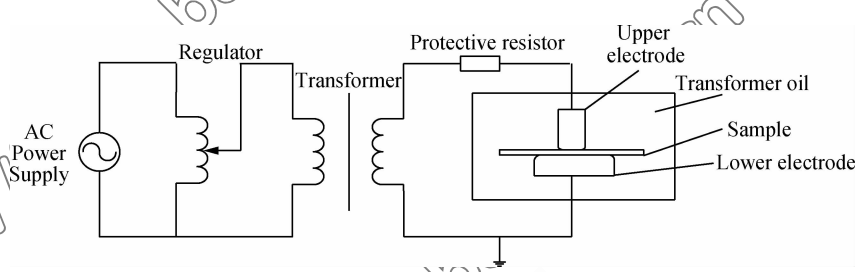 Regulator
Transformer
Protective resistor
Upper
electrode
Transformer oil
Sample
Lower electrode
AC
Power
Supply